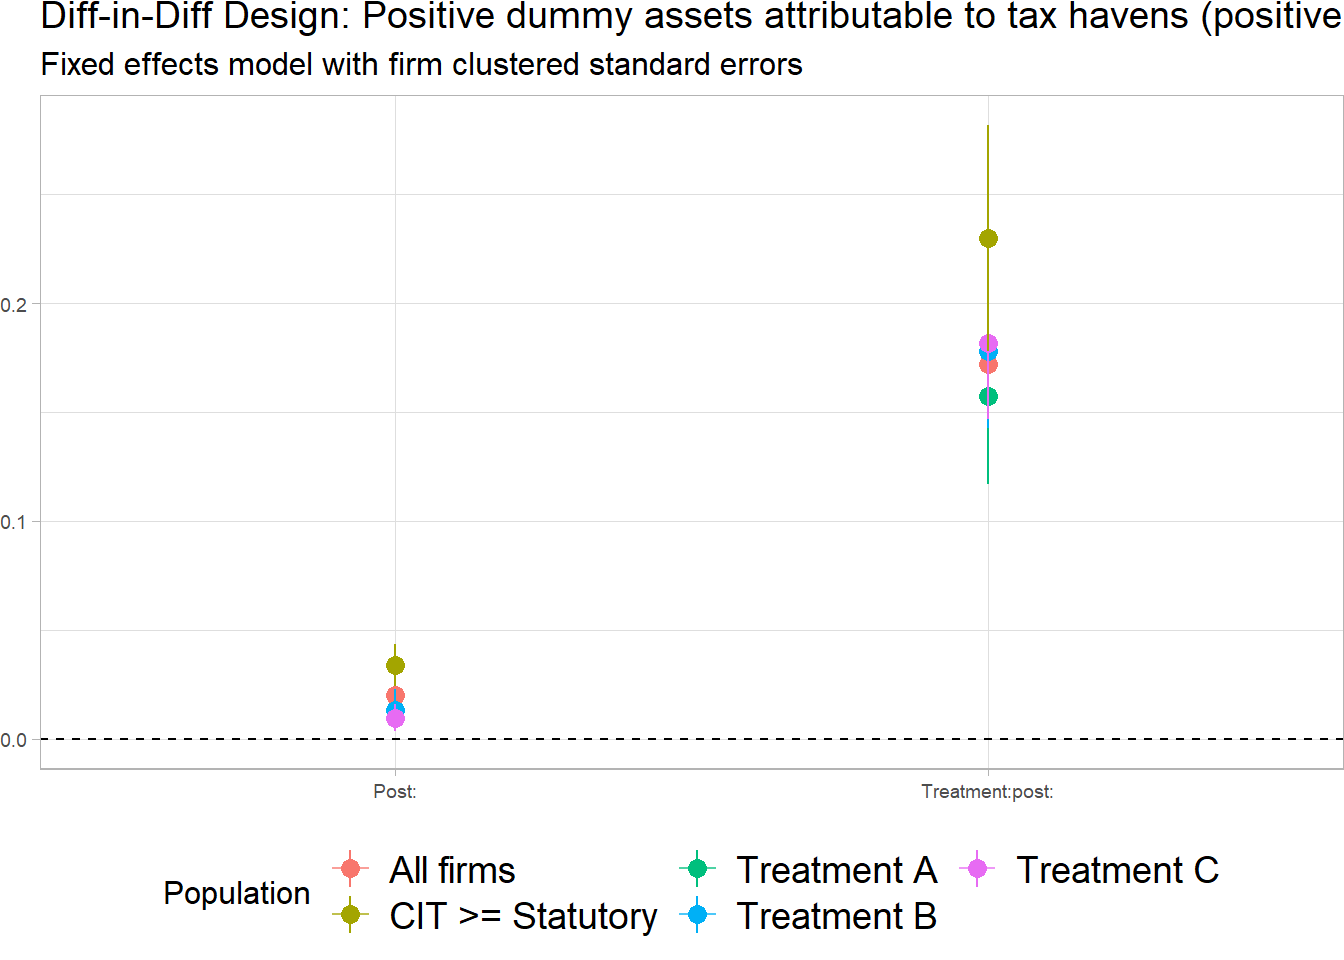 Diff-in-Diff Design: Positive dummy assets attributable to tax havens (positive
Fixed effects model with firm clustered standard errors
0.2
0.1
0.0
Post:
Treatment:post:
Population
All firms
CIT >= Statutory
Treatment A
Treatment B
Treatment C